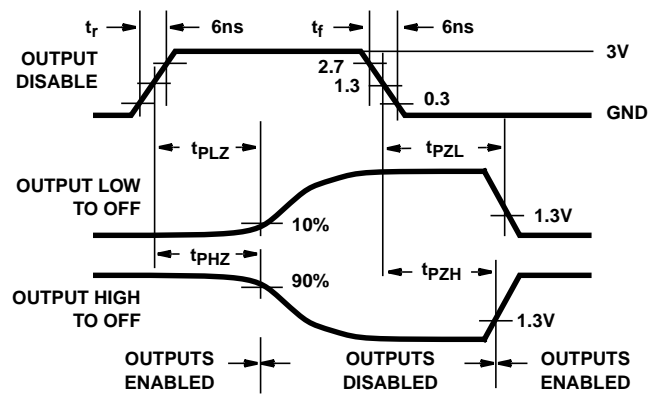 tr 6ns tf 6ns
OUTPUT
DISABLE
3V
2.7
1.3
0.3
GND
tPLZ tPZL
OUTPUT LOW
TO OFF
10%
1.3V
tPHZ tPZH
90%
OUTPUT HIGH
TO OFF
1.3V
OUTPUTS
ENABLED
OUTPUTS
DISABLED
OUTPUTS
ENABLED